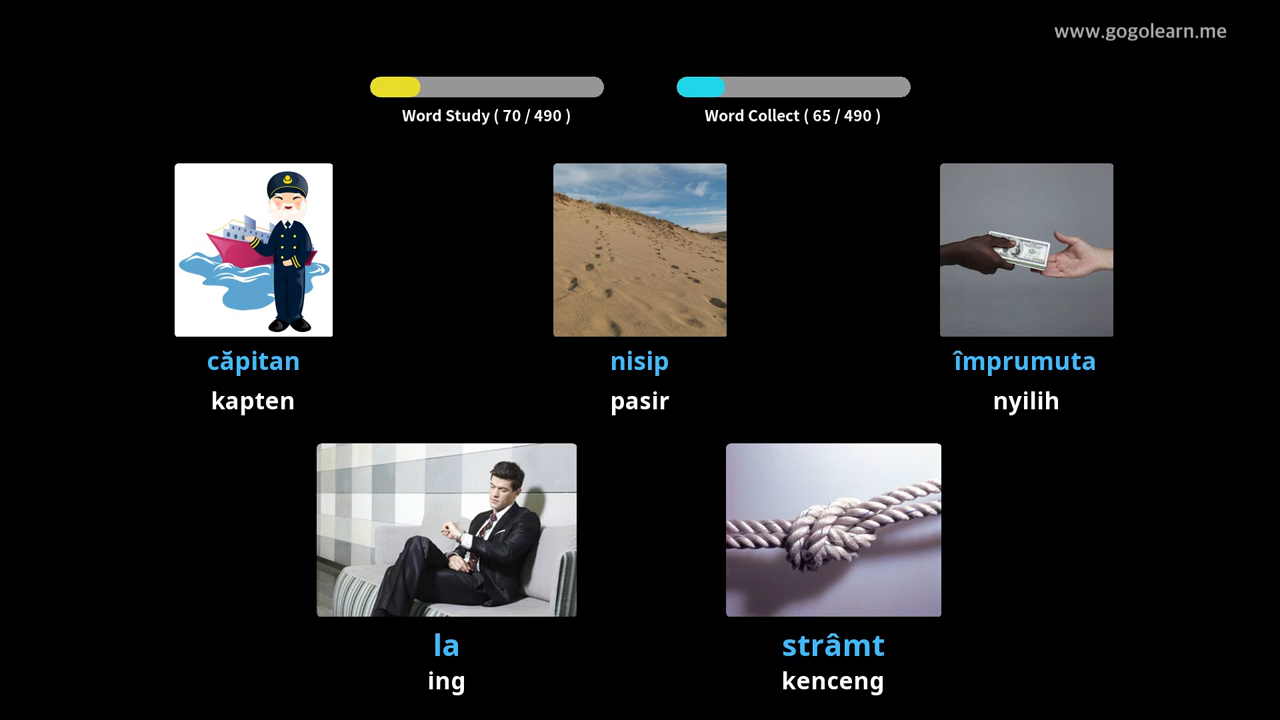 www.gogolearn.me
Word Study ( 70 / 490 )
Word Collect ( 65 / 490 )
căpitan
kapten
nisip
pasir
împrumuta
nyilih
la
ing
strâmt
kenceng